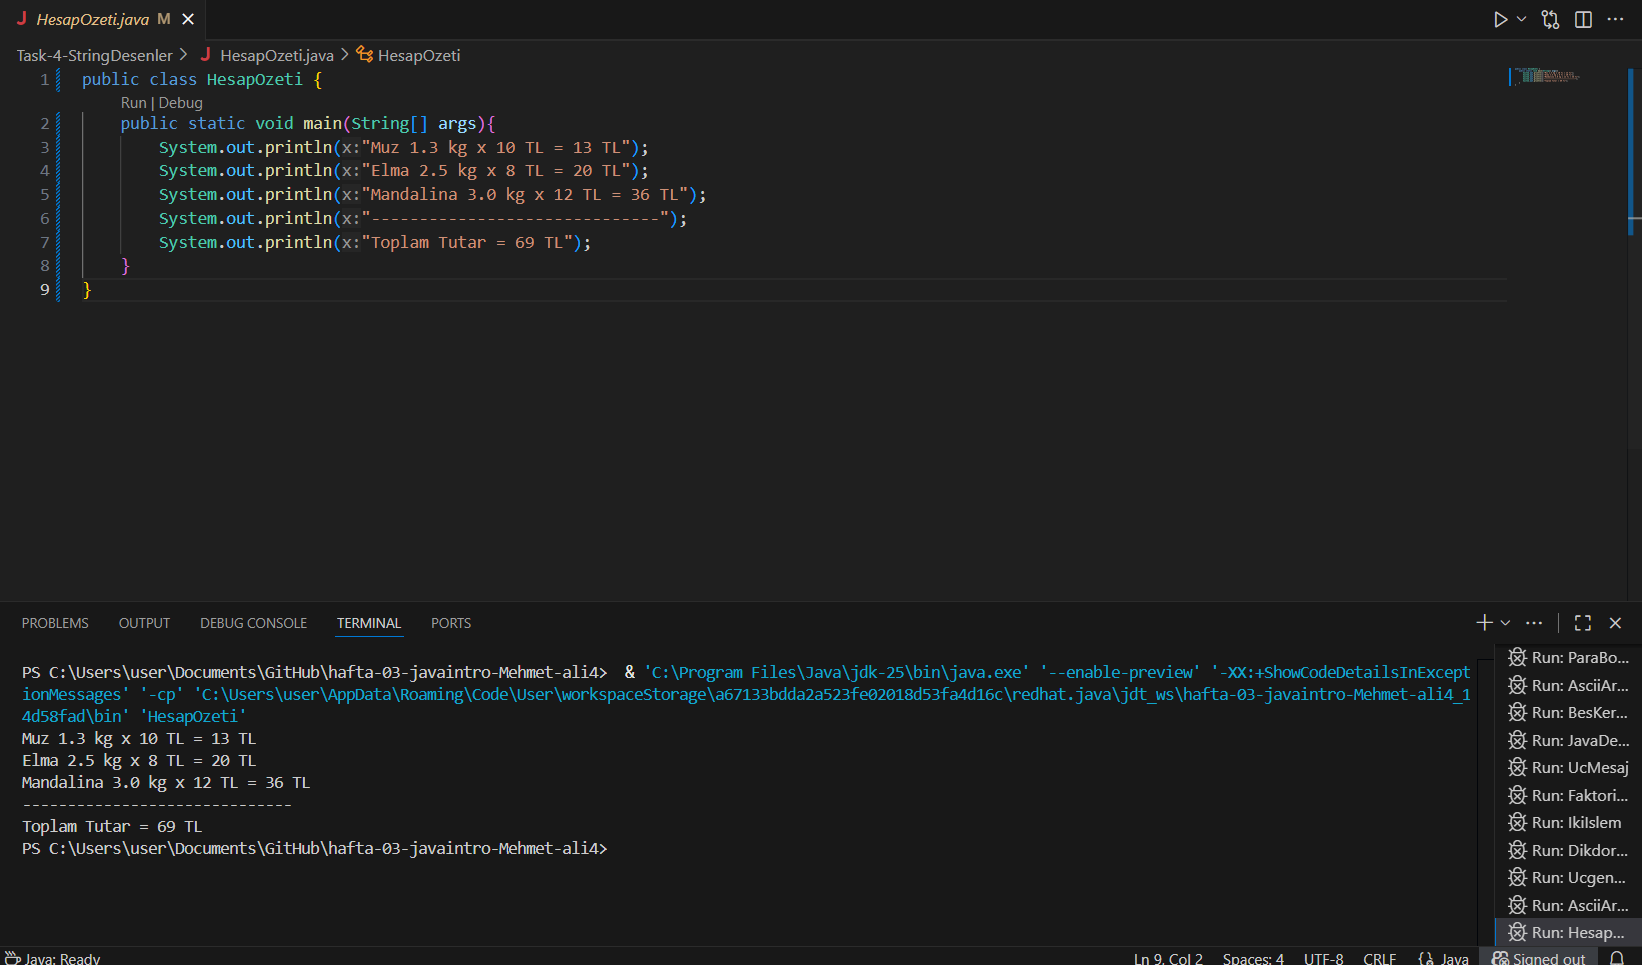 HesapOzeti.java M
Task-4-StringDesenler > HesapOzeti.java > HesapOzeti
1 public class HesapOzeti {
Run | Debug
2 public static void main(String[] args){
3 System.out.println(x:"Muz 1.3 kg x 10 TL = 13 TL");
4 System.out.println(x:"Elma 2.5 kg x 8 TL = 20 TL");
5 System.out.println(x:"Mandalina 3.0 kg x 12 TL = 36 TL");
6 System.out.println(x:"------------------------------");
7 System.out.println(x:"Toplam Tutar = 69 TL");
8 }
9 }
PROBLEMS OUTPUT DEBUG CONSOLE TERMINAL PORTS
PS C:\Users\user\Documents\GitHub\hafta-03-javaintro-Mehmet-ali4> & 'C:\Program Files\Java\jdk-25\bin\java.exe' '--enable-preview' '-XX:+ShowCodeDetailsInExcept
ionMessages' '-cp' 'C:\Users\user\AppData\Roaming\Code\User\workspaceStorage\a67133bdda2a523fe02018d53fa4d16c\redhat.java\jdt_ws\hafta-03-javaintro-Mehmet-ali4_1
4d58fad\bin' 'HesapOzeti'
Muz 1.3 kg x 10 TL = 13 TL
Elma 2.5 kg x 8 TL = 20 TL
Mandalina 3.0 kg x 12 TL = 36 TL
------------------------------
Toplam Tutar = 69 TL
PS C:\Users\user\Documents\GitHub\hafta-03-javaintro-Mehmet-ali4>
Run: ParaBo...
Run: AsciiAr...
Run: BesKer...
Run: JavaDe...
Run: UcMesaj
Run: Faktori...
Run: IkiIslem
Run: Dikdor...
Run: Ucgen...
Run: AsciiAr...
Run: Hesap...
Java: Ready
Ln 9, Col 2 Spaces: 4 UTF-8 CRLF Java Signed out